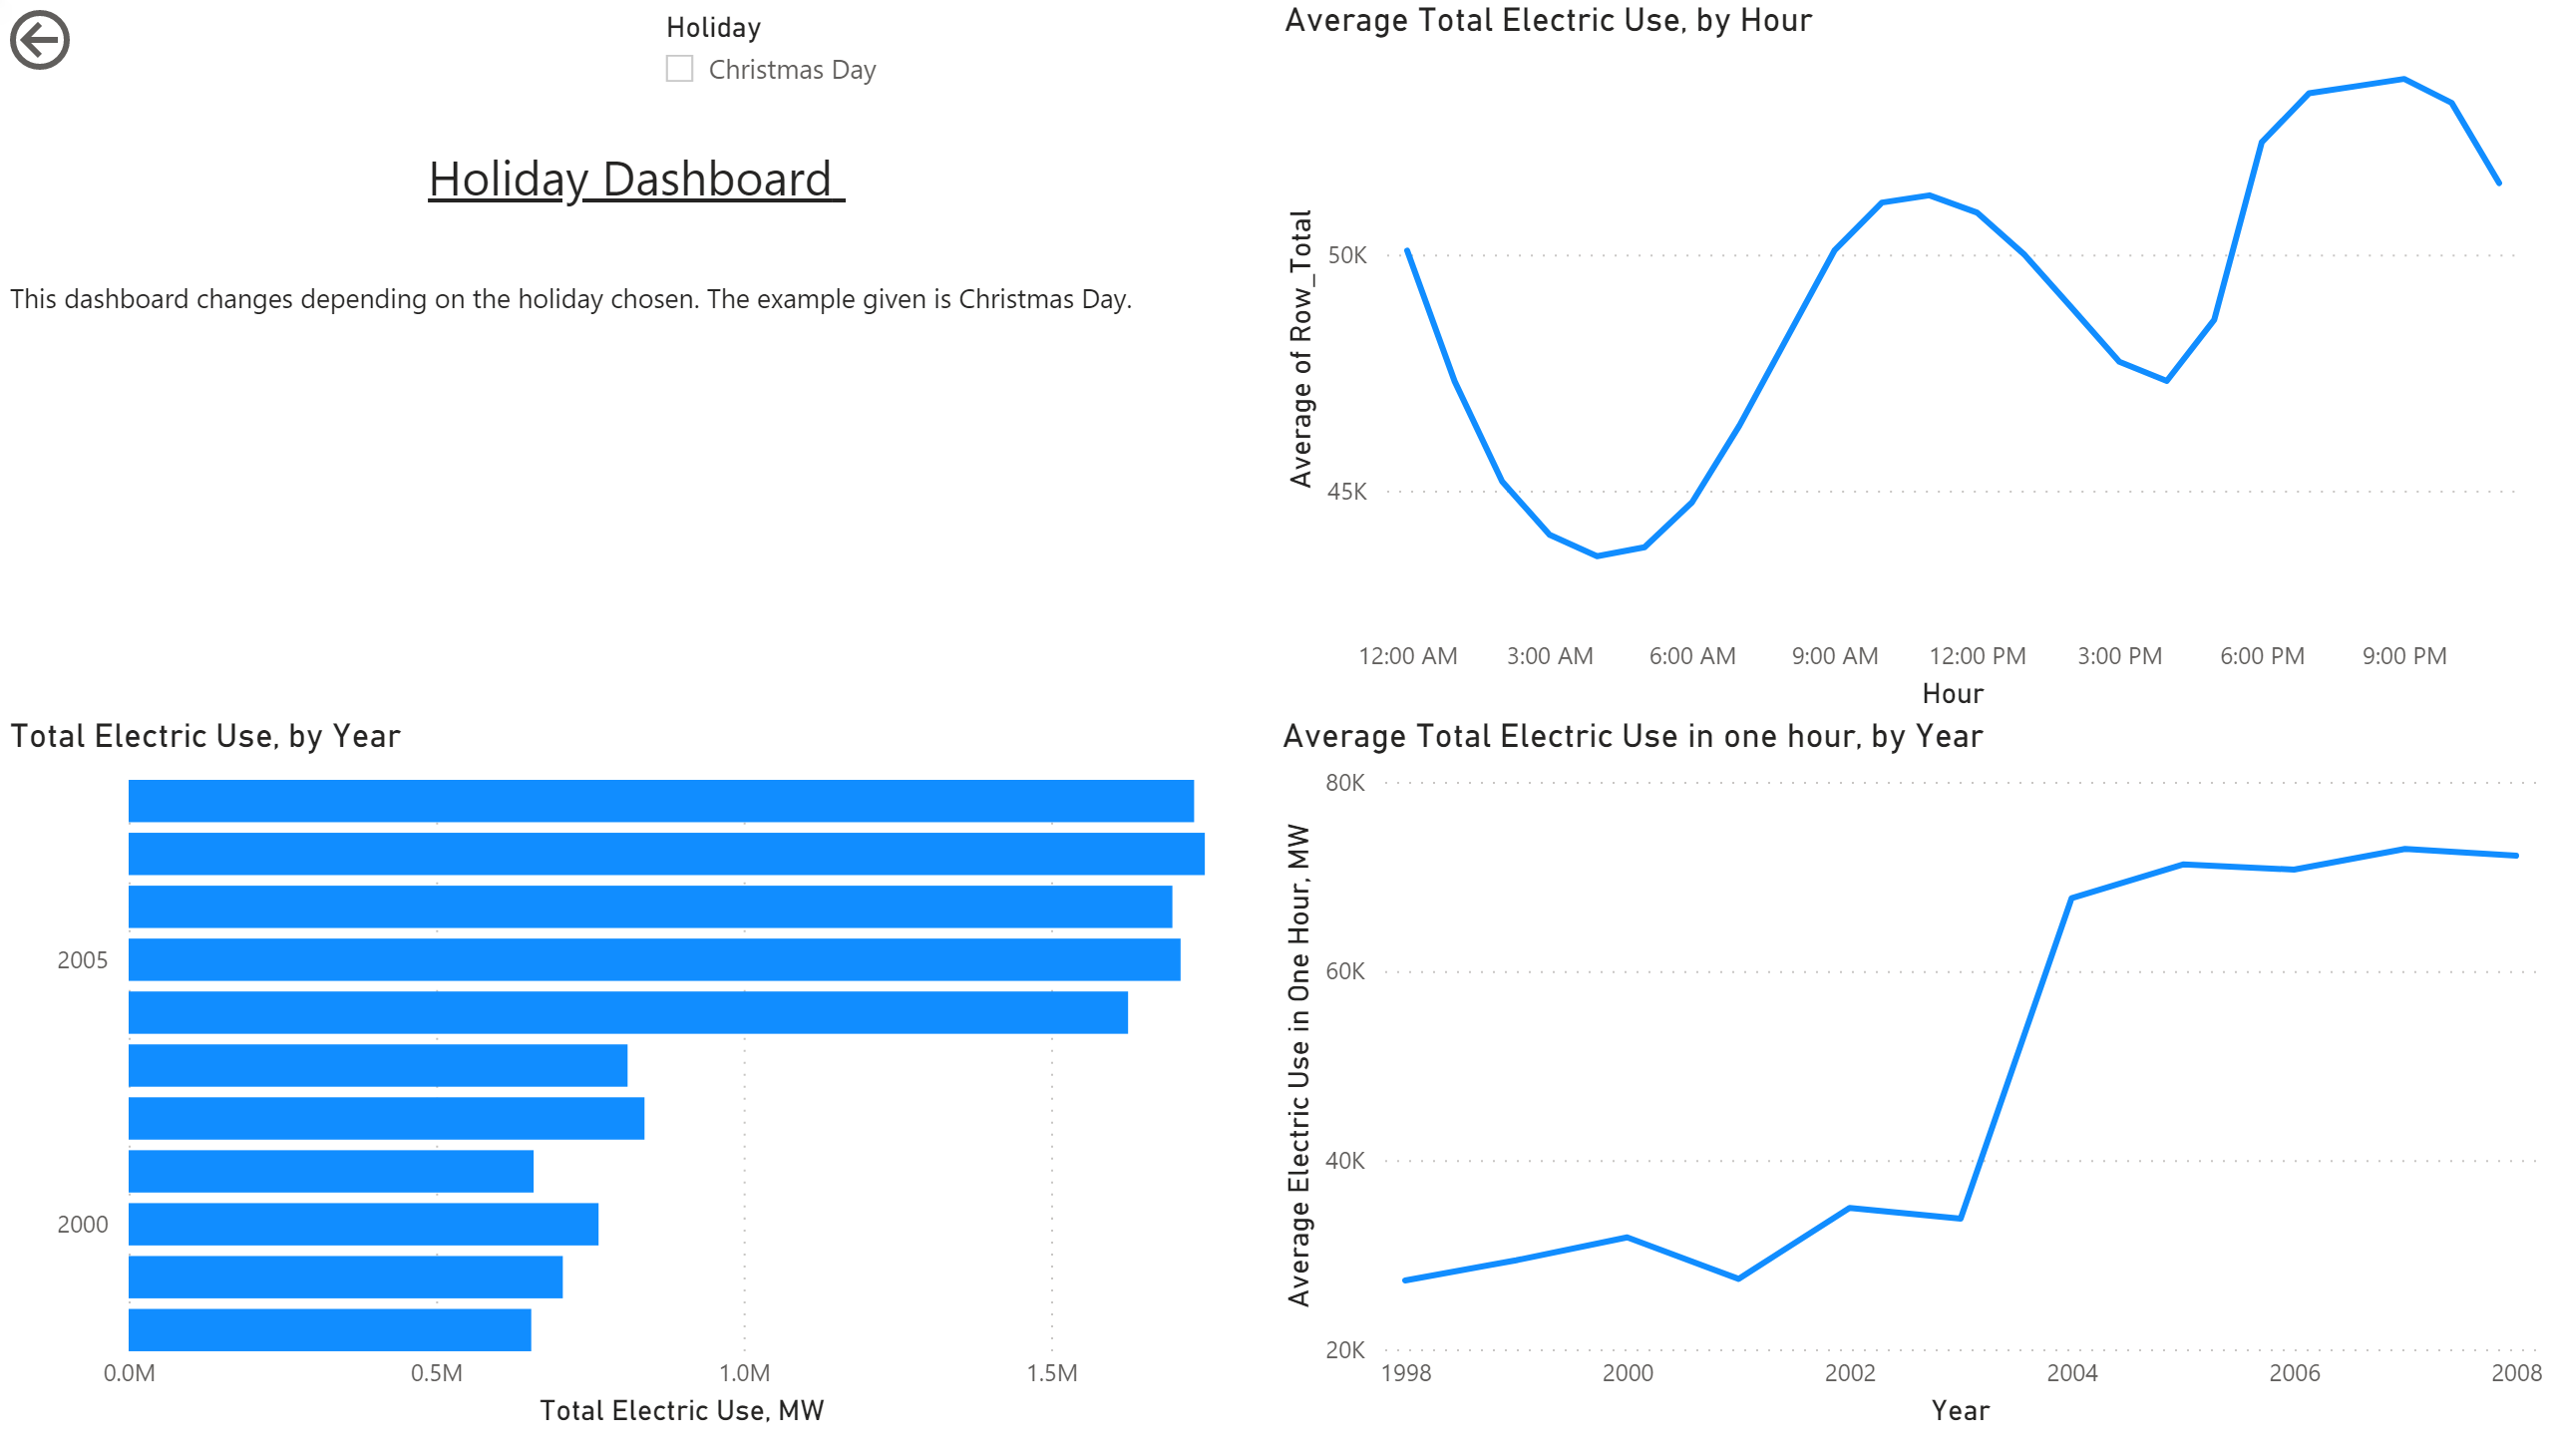 Holiday
Christmas Day
Holiday Dashboard
This dashboard changes depending on the holiday chosen. The example given is Christmas Day.
Average Total Electric Use, by Hour
Average of Row_Total
50K
45K
12:00 AM 3:00 AM 6:00 AM 9:00 AM 12:00 PM 3:00 PM 6:00 PM 9:00 PM
Hour
Total Electric Use, by Year
2005
2000
0.0M 0.5M 1.0M 1.5M
Total Electric Use, MW
Average Total Electric Use in one hour, by Year
Average Electric Use in One Hour, MW
80K
60K
40K
20K
1998 2000 2002 2004 2006 2008
Year